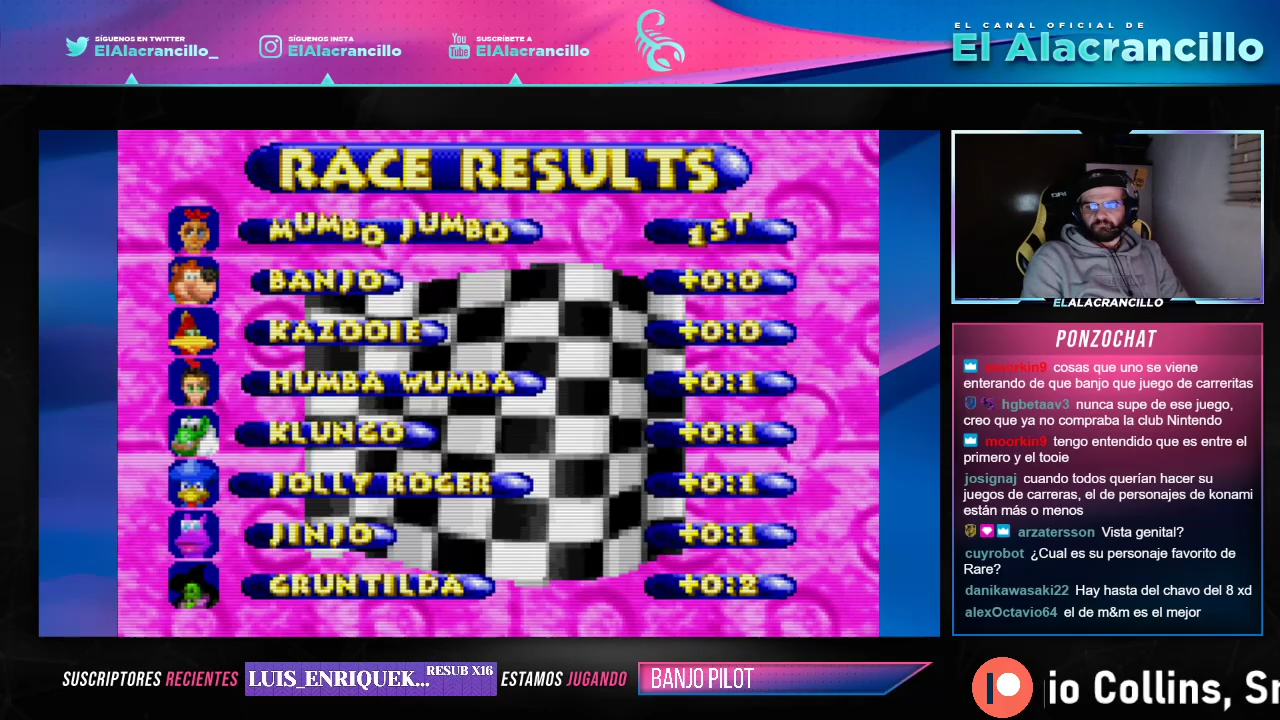 SÍGUENOS EN TWITTER
ElAlacrancillo_
SÍGUENOS INSTA
ElAlacrancillo
You Tube
SUSCRÍBETE A
ElAlacrancillo
EL CANAL OFICIAL DE
El Alacrancillo
RACE RESULTS
MUMBO JUMBO 1ST
BANJO +0:0
KAZOOIE +0:0
HUMBA WUMBA +0:1
KLUNGO +0:1
JOLLY ROGER +0:1
JINJO +0:1
GRUNTILDA +0:2
ELALACRANCILLO
PONZOCHAT
moorkin9 cosas que uno se viene
enterando de que banjo que juego de carreritas
hgbetaav3 nunca supe de ese juego,
creo que ya no compraba la club Nintendo
moorkin9 tengo entendido que es entre el
primero y el tooie
josignaj cuando todos querían hacer su
juegos de carreras, el de personajes de konami
están más o menos
arzatersson Vista genital?
cuyrobot ¿Cual es su personaje favorito de
Rare?
danikawasaki22 Hay hasta del chavo del 8 xd
alexOctavio64 el de m&m es el mejor
SUSCRIPTORES RECIENTES LUIS_ENRIQUEK... RESUB X16 ESTAMOS JUGANDO BANJO PILOT
io Collins, Sr